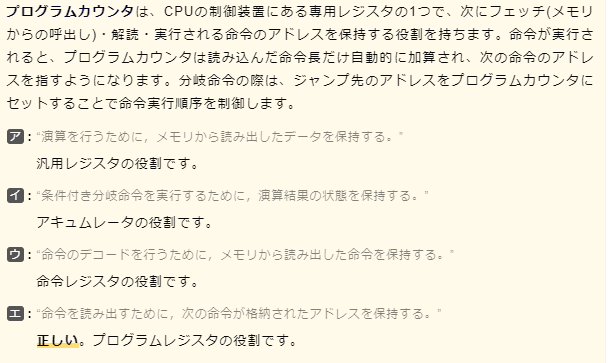 プログラムカウンタは、CPUの制御装置にある専用レジスタの1つで、次にフェッチ(メモリ
からの呼出し)・解読・実行される命令のアドレスを保持する役割を持ちます。命令が実行さ
れると、プログラムカウンタは読み込んだ命令長だけ自動的に加算され、次の命令のアドレ
スを指すようになります。分岐命令の際は、ジャンプ先のアドレスをプログラムカウンタに
セットすることで命令実行順序を制御します。
ア：“演算を行うために，メモリから読み出したデータを保持する。”
汎用レジスタの役割です。
イ：“条件付き分岐命令を実行するために，演算結果の状態を保持する。”
アキュムレータの役割です。
ウ：“命令のデコードを行うために，メモリから読み出した命令を保持する。”
命令レジスタの役割です。
エ：“命令を読み出すために，次の命令が格納されたアドレスを保持する。”
正しい。プログラムレジスタの役割です。